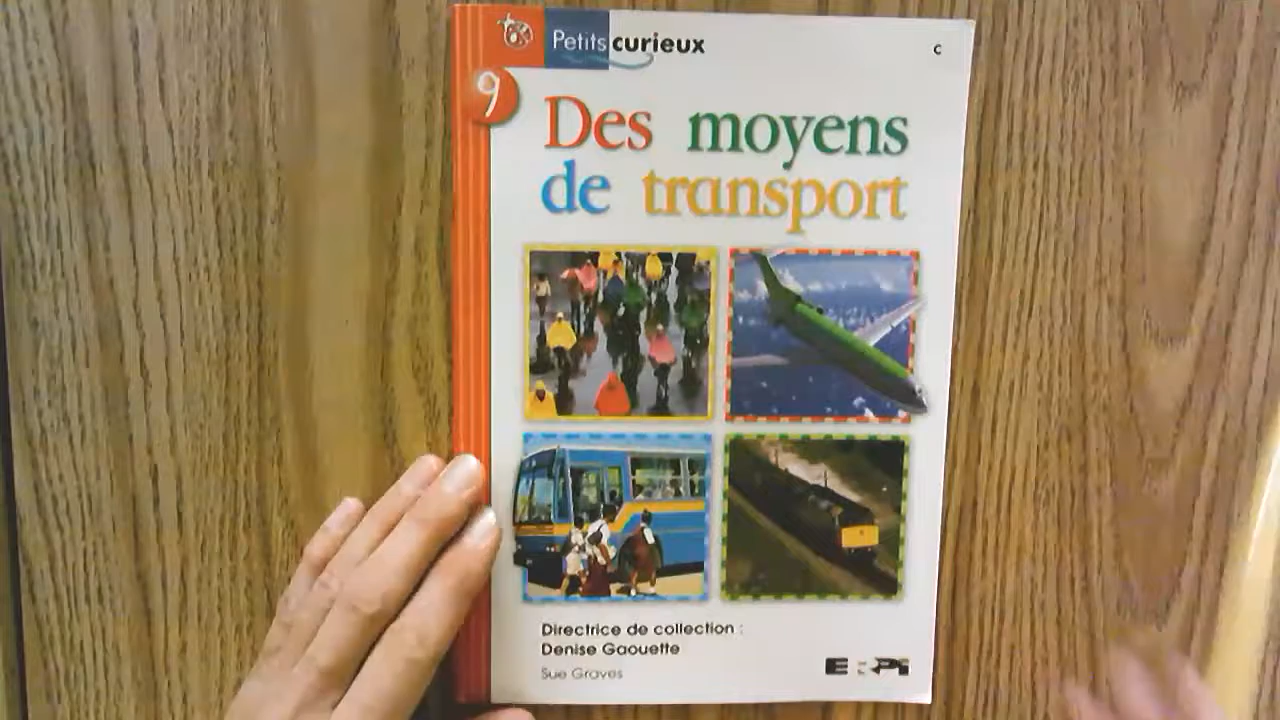 Petits curieux
C
9
Des moyens
de transport
Directrice de collection :
Denise Gaouette
Sue Graves
ERPI